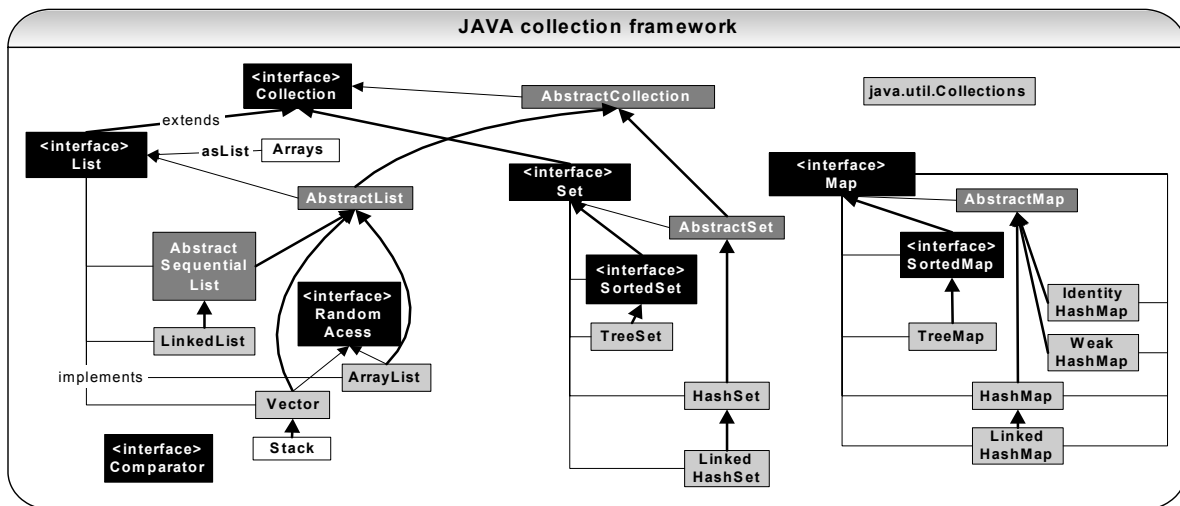 JAVA collection framework
<interface>
Collection
AbstractCollection
java.util.Collections
extends
<interface>
List
asList
Arrays
AbstractList
<interface>
Set
AbstractSet
<interface>
Map
AbstractMap
Abstract
Sequential
List
<interface>
Random
Acess
<interface>
SortedSet
<interface>
SortedMap
Identity
HashMap
LinkedList
TreeSet
TreeMap
Weak
HashMap
implements
ArrayList
Vector
HashSet
HashMap
<interface>
Comparator
Stack
Linked
HashSet
Linked
HashMap